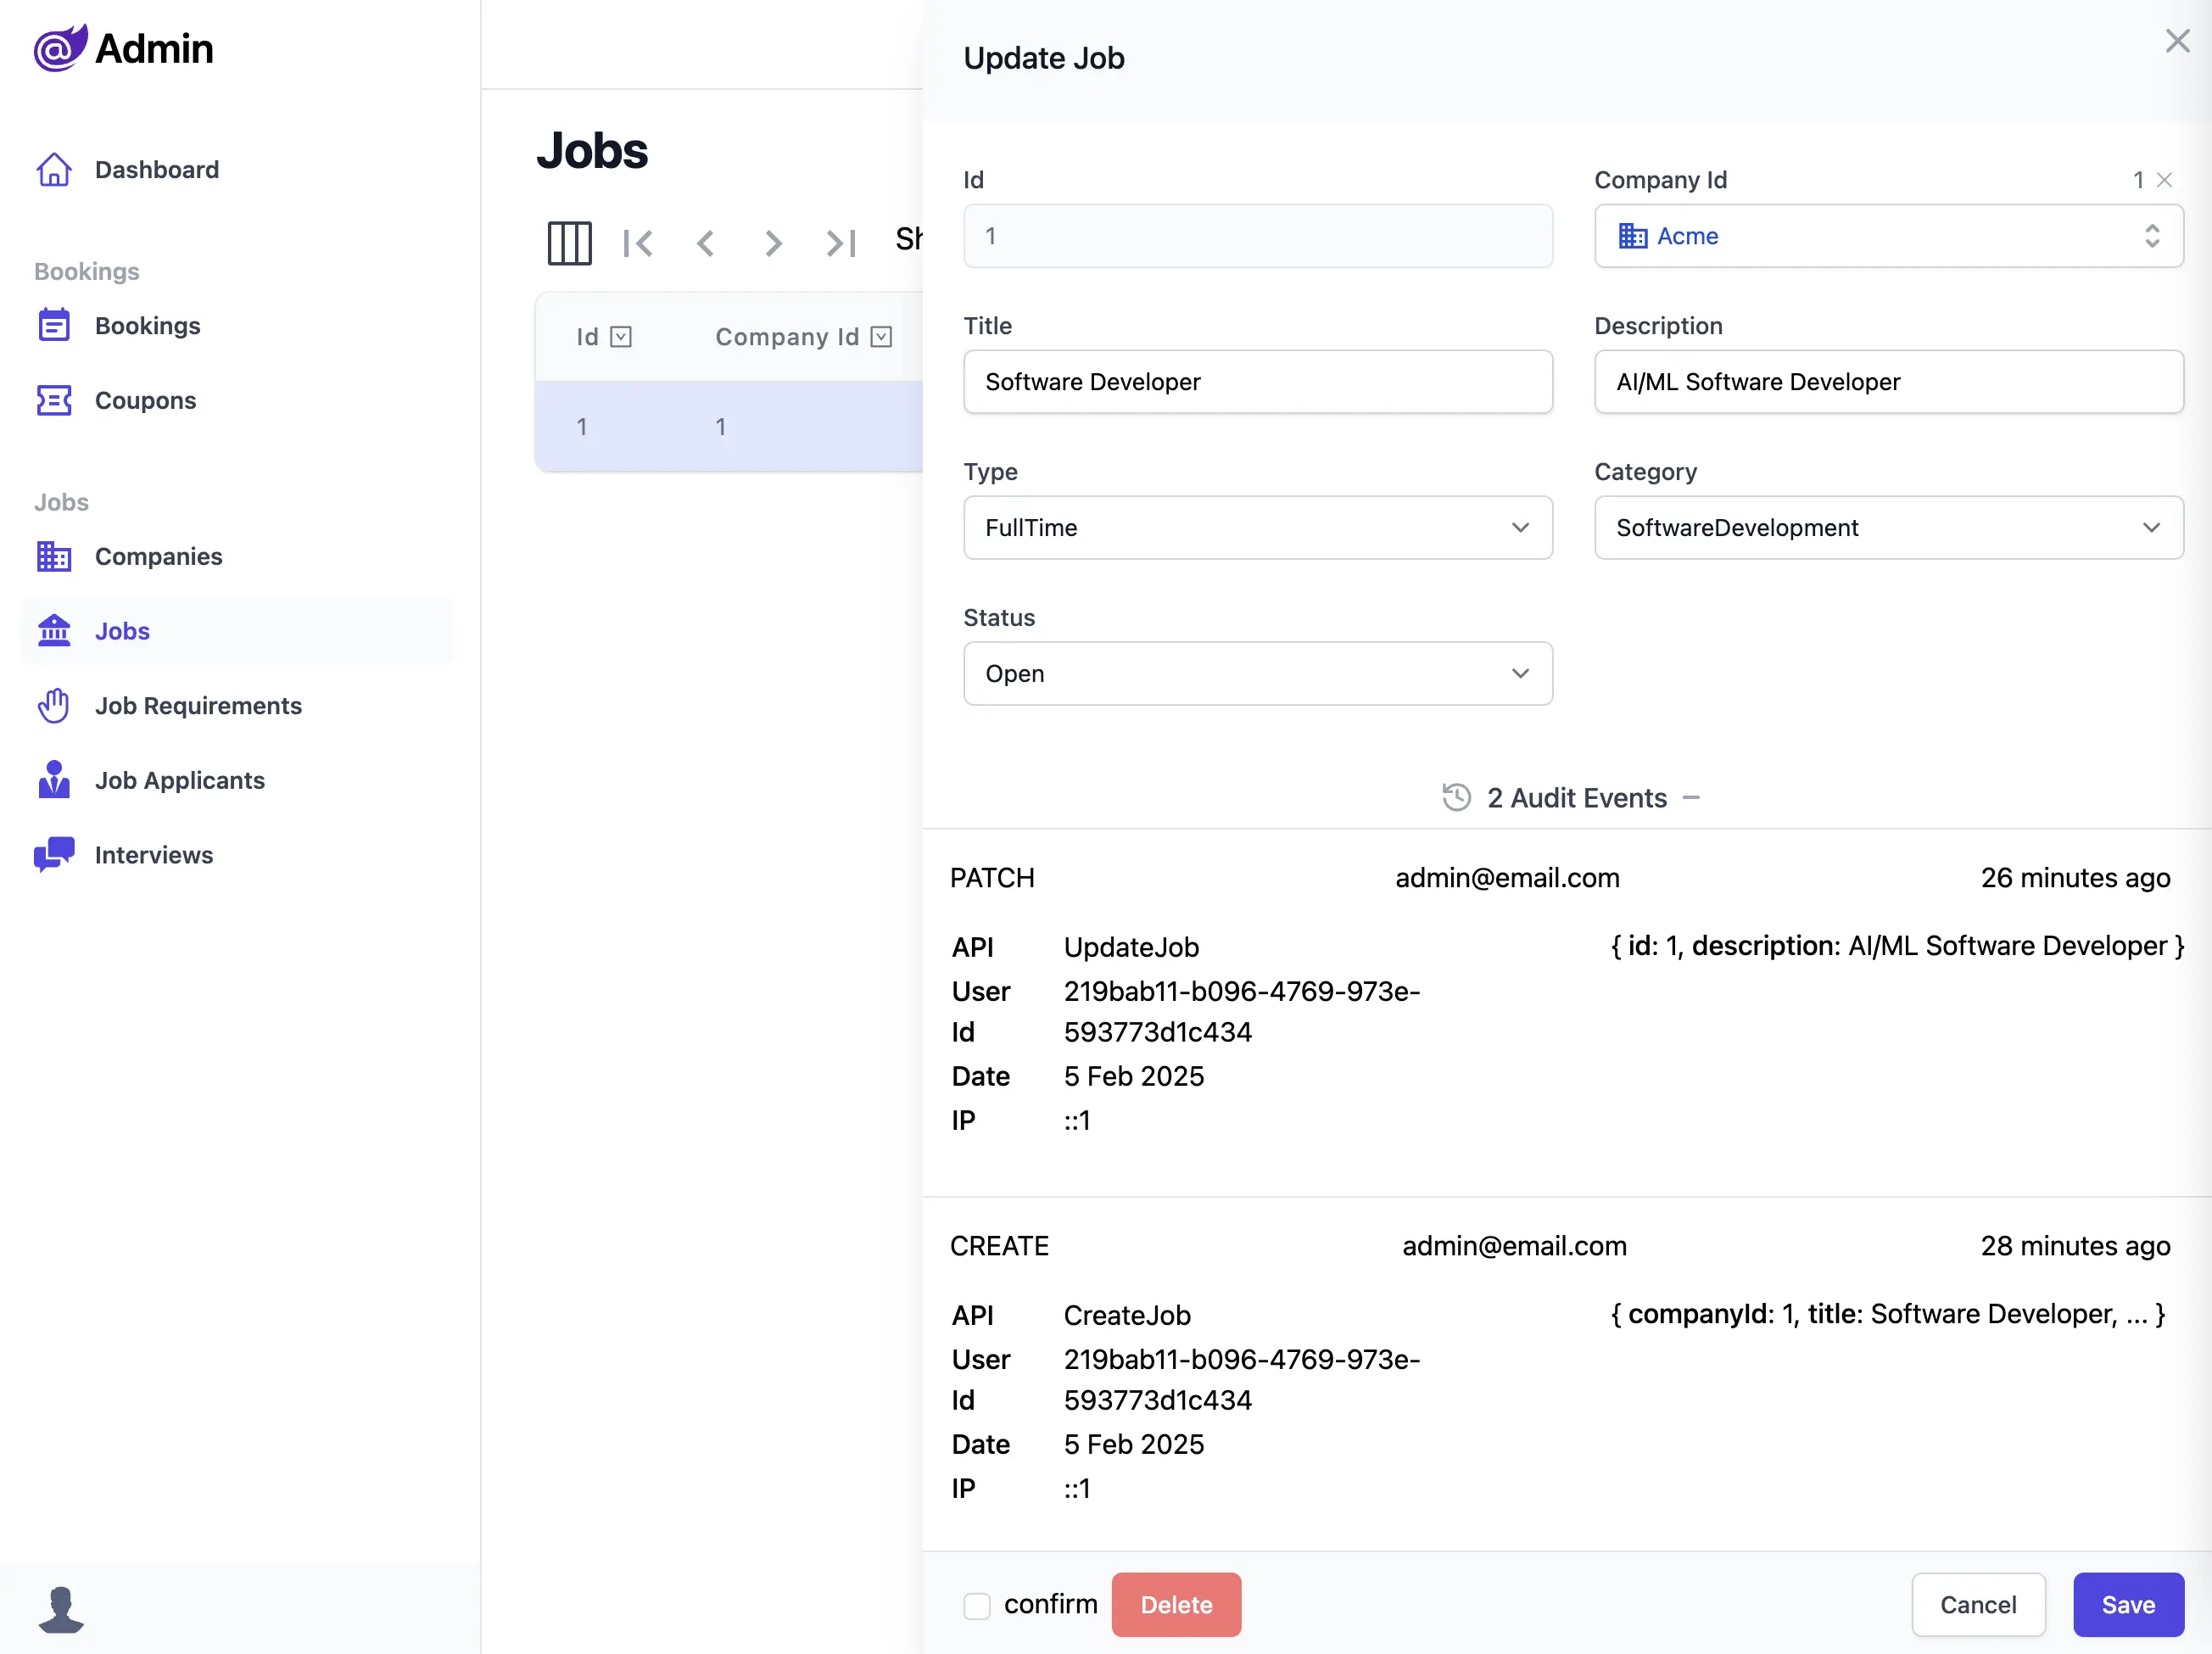 @ Admin
Dashboard
Bookings
Bookings
Coupons
Jobs
Companies
Jobs
Job Requirements
Job Applicants
Interviews
Jobs
Id
Company Id
1
1
Update Job
Id
1
Company Id
1
Acme
Title
Software Developer
Description
AI/ML Software Developer
Type
FullTime
Category
SoftwareDevelopment
Status
Open
2 Audit Events
PATCH
admin@email.com
26 minutes ago
API
UpdateJob
User Id
219bab11-b096-4769-973e-
593773d1c434
Date
5 Feb 2025
IP
::1
{ id: 1, description: AI/ML Software Developer }
CREATE
admin@email.com
28 minutes ago
API
CreateJob
User Id
219bab11-b096-4769-973e-
593773d1c434
Date
5 Feb 2025
IP
::1
{ companyId: 1, title: Software Developer, ... }
confirm
Delete
Cancel
Save